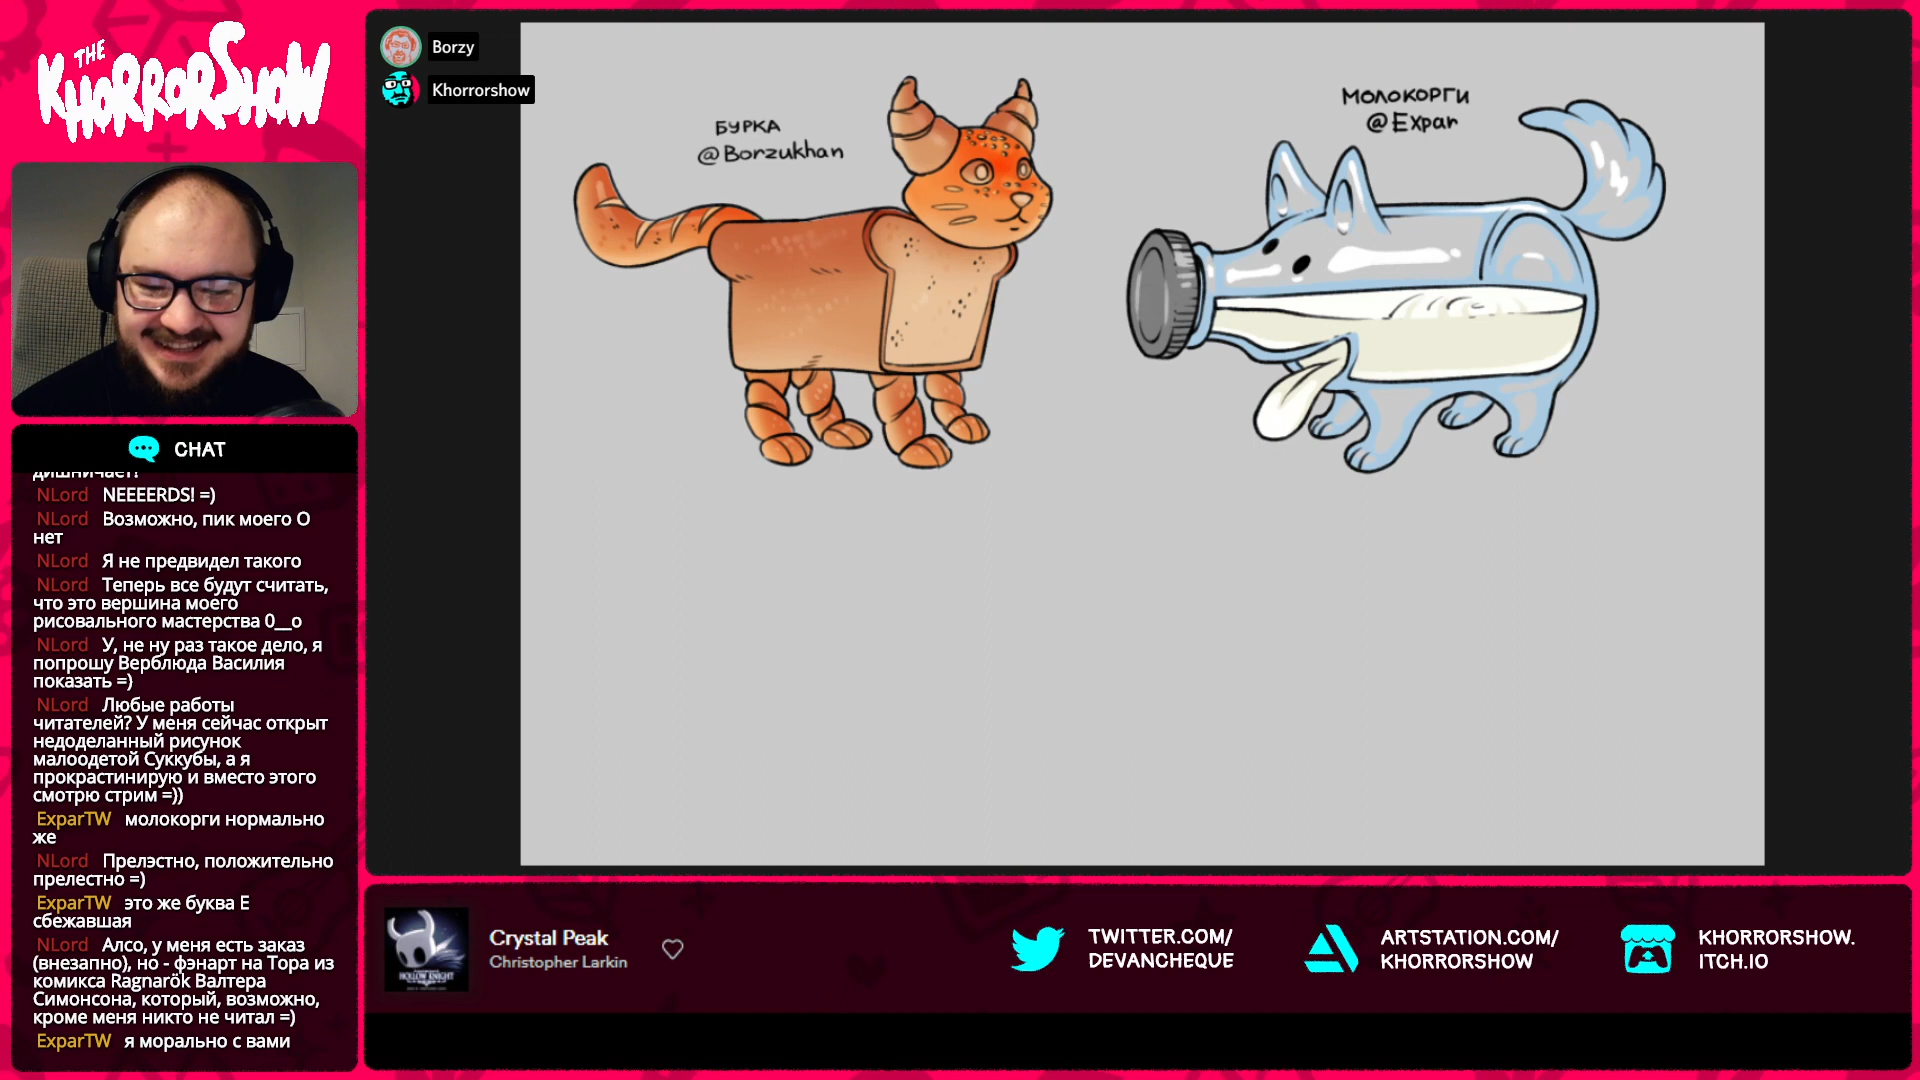 THE
KHORRORSHOW
Borzy
Khorrorshow
БУРКА
@Borzukhan
МОЛОКОРГИ
@Expar
CHAT
дишничает!
NLord NEEEERDS! =)
NLord Возможно, пик моего О
нет
NLord Я не предвидел такого
NLord Теперь все будут считать,
что это вершина моего
рисовального мастерства 0__o
NLord У, не ну раз такое дело, я
попрошу Верблюда Василия
показать =)
NLord Любые работы
читателей? У меня сейчас открыт
недоделанный рисунок
малоодетой Суккубы, а я
прокрастинирую и вместо этого
смотрю стрим =))
ExparTW молокорги нормально
же
NLord Прелэстно, положительно
прелестно =)
ExparTW это же буква Е
сбежавшая
NLord Алсо, у меня есть заказ
(внезапно), но - фэнарт на Тора из
комикса Ragnarök Валтера
Симонсона, который, возможно,
кроме меня никто не читал =)
ExparTW я морально с вами
HOLLOW KNIGHT
Crystal Peak
Christopher Larkin
TWITTER.COM/
DEVANCHEQUE
ARTSTATION.COM/
KHORRORSHOW
KHORRORSHOW.
ITCH.IO